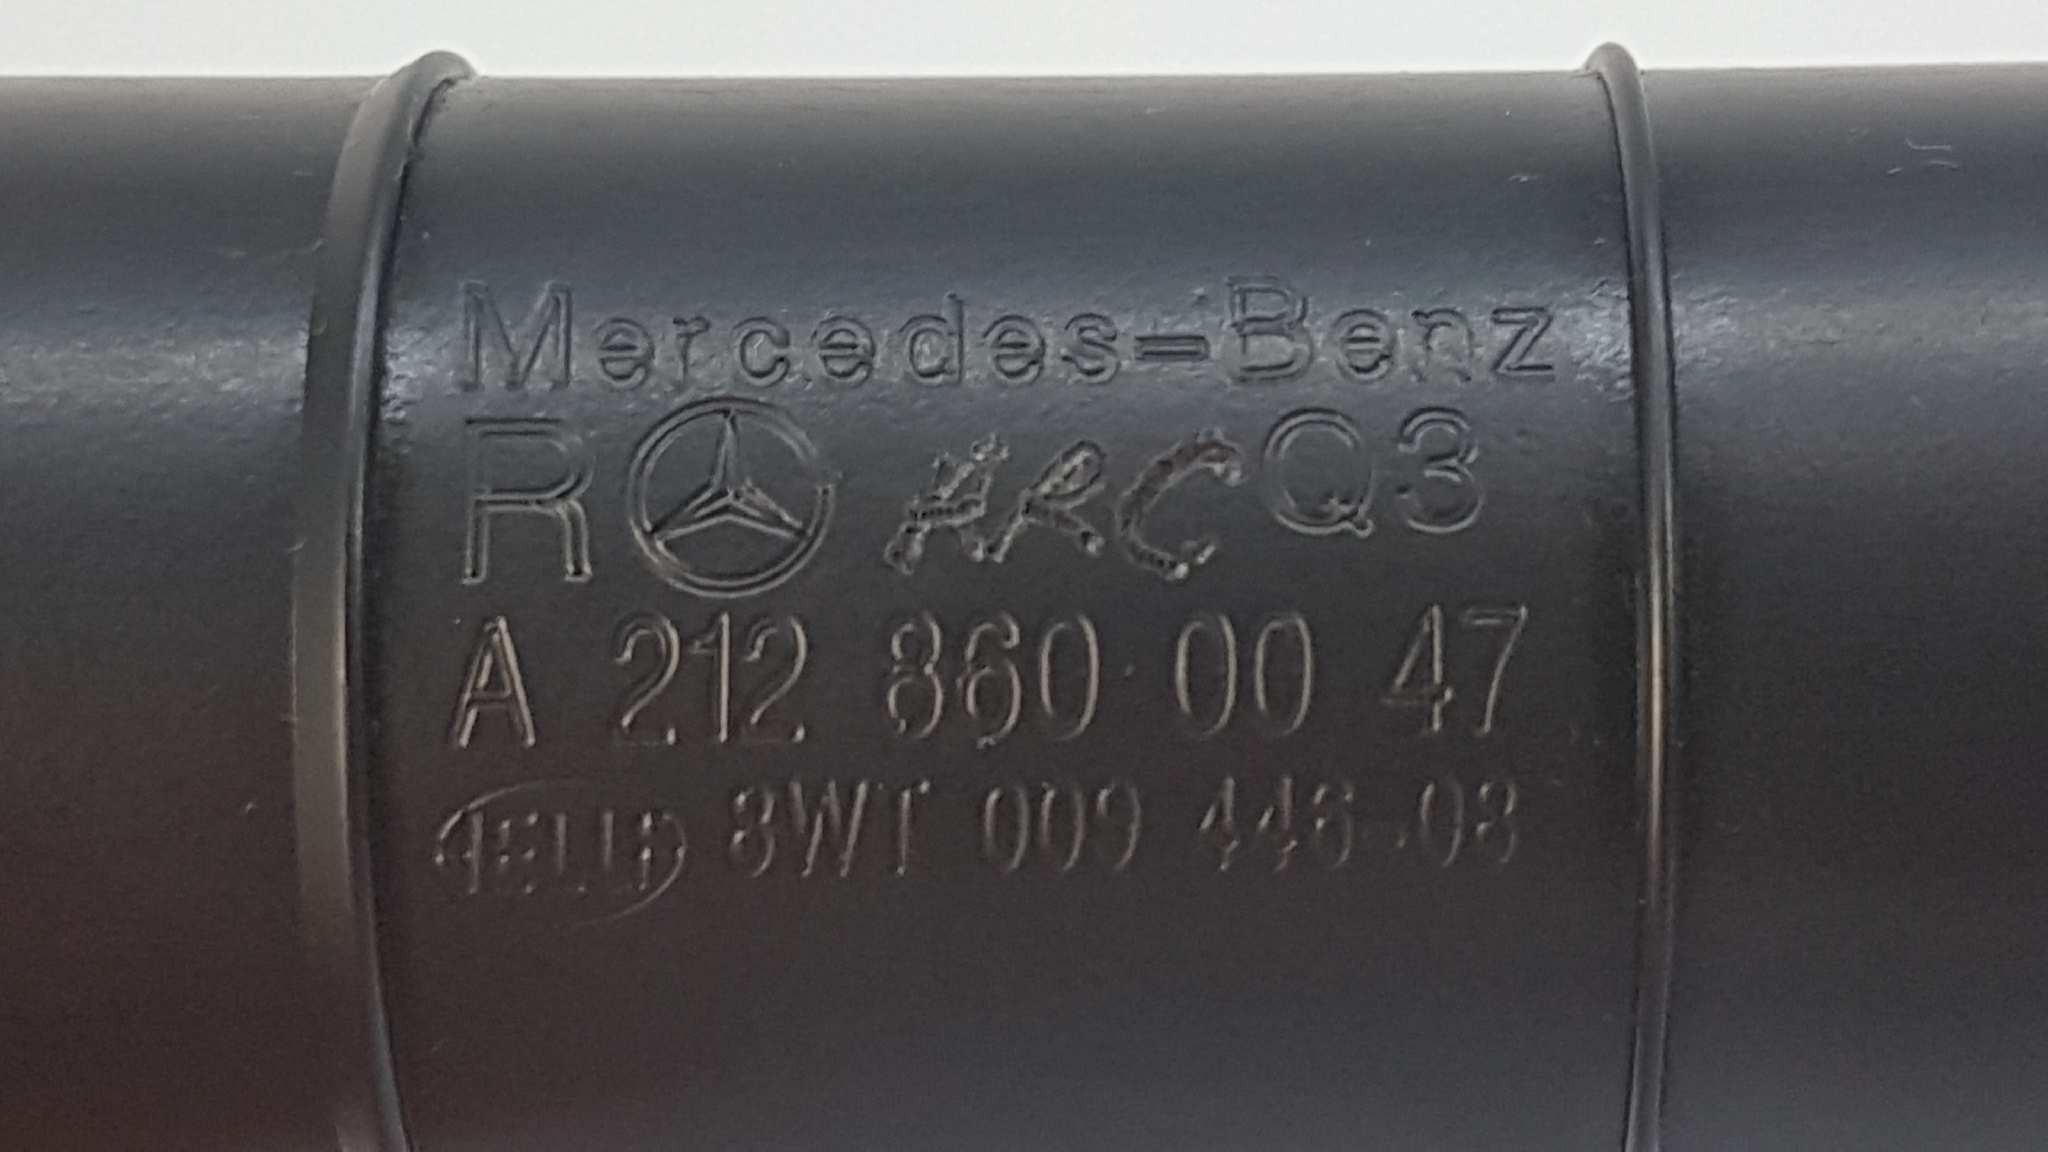 Mercedes-Benz
R ARC Q3
A 212 860 00 47
HELLA 8WT 009 446-08